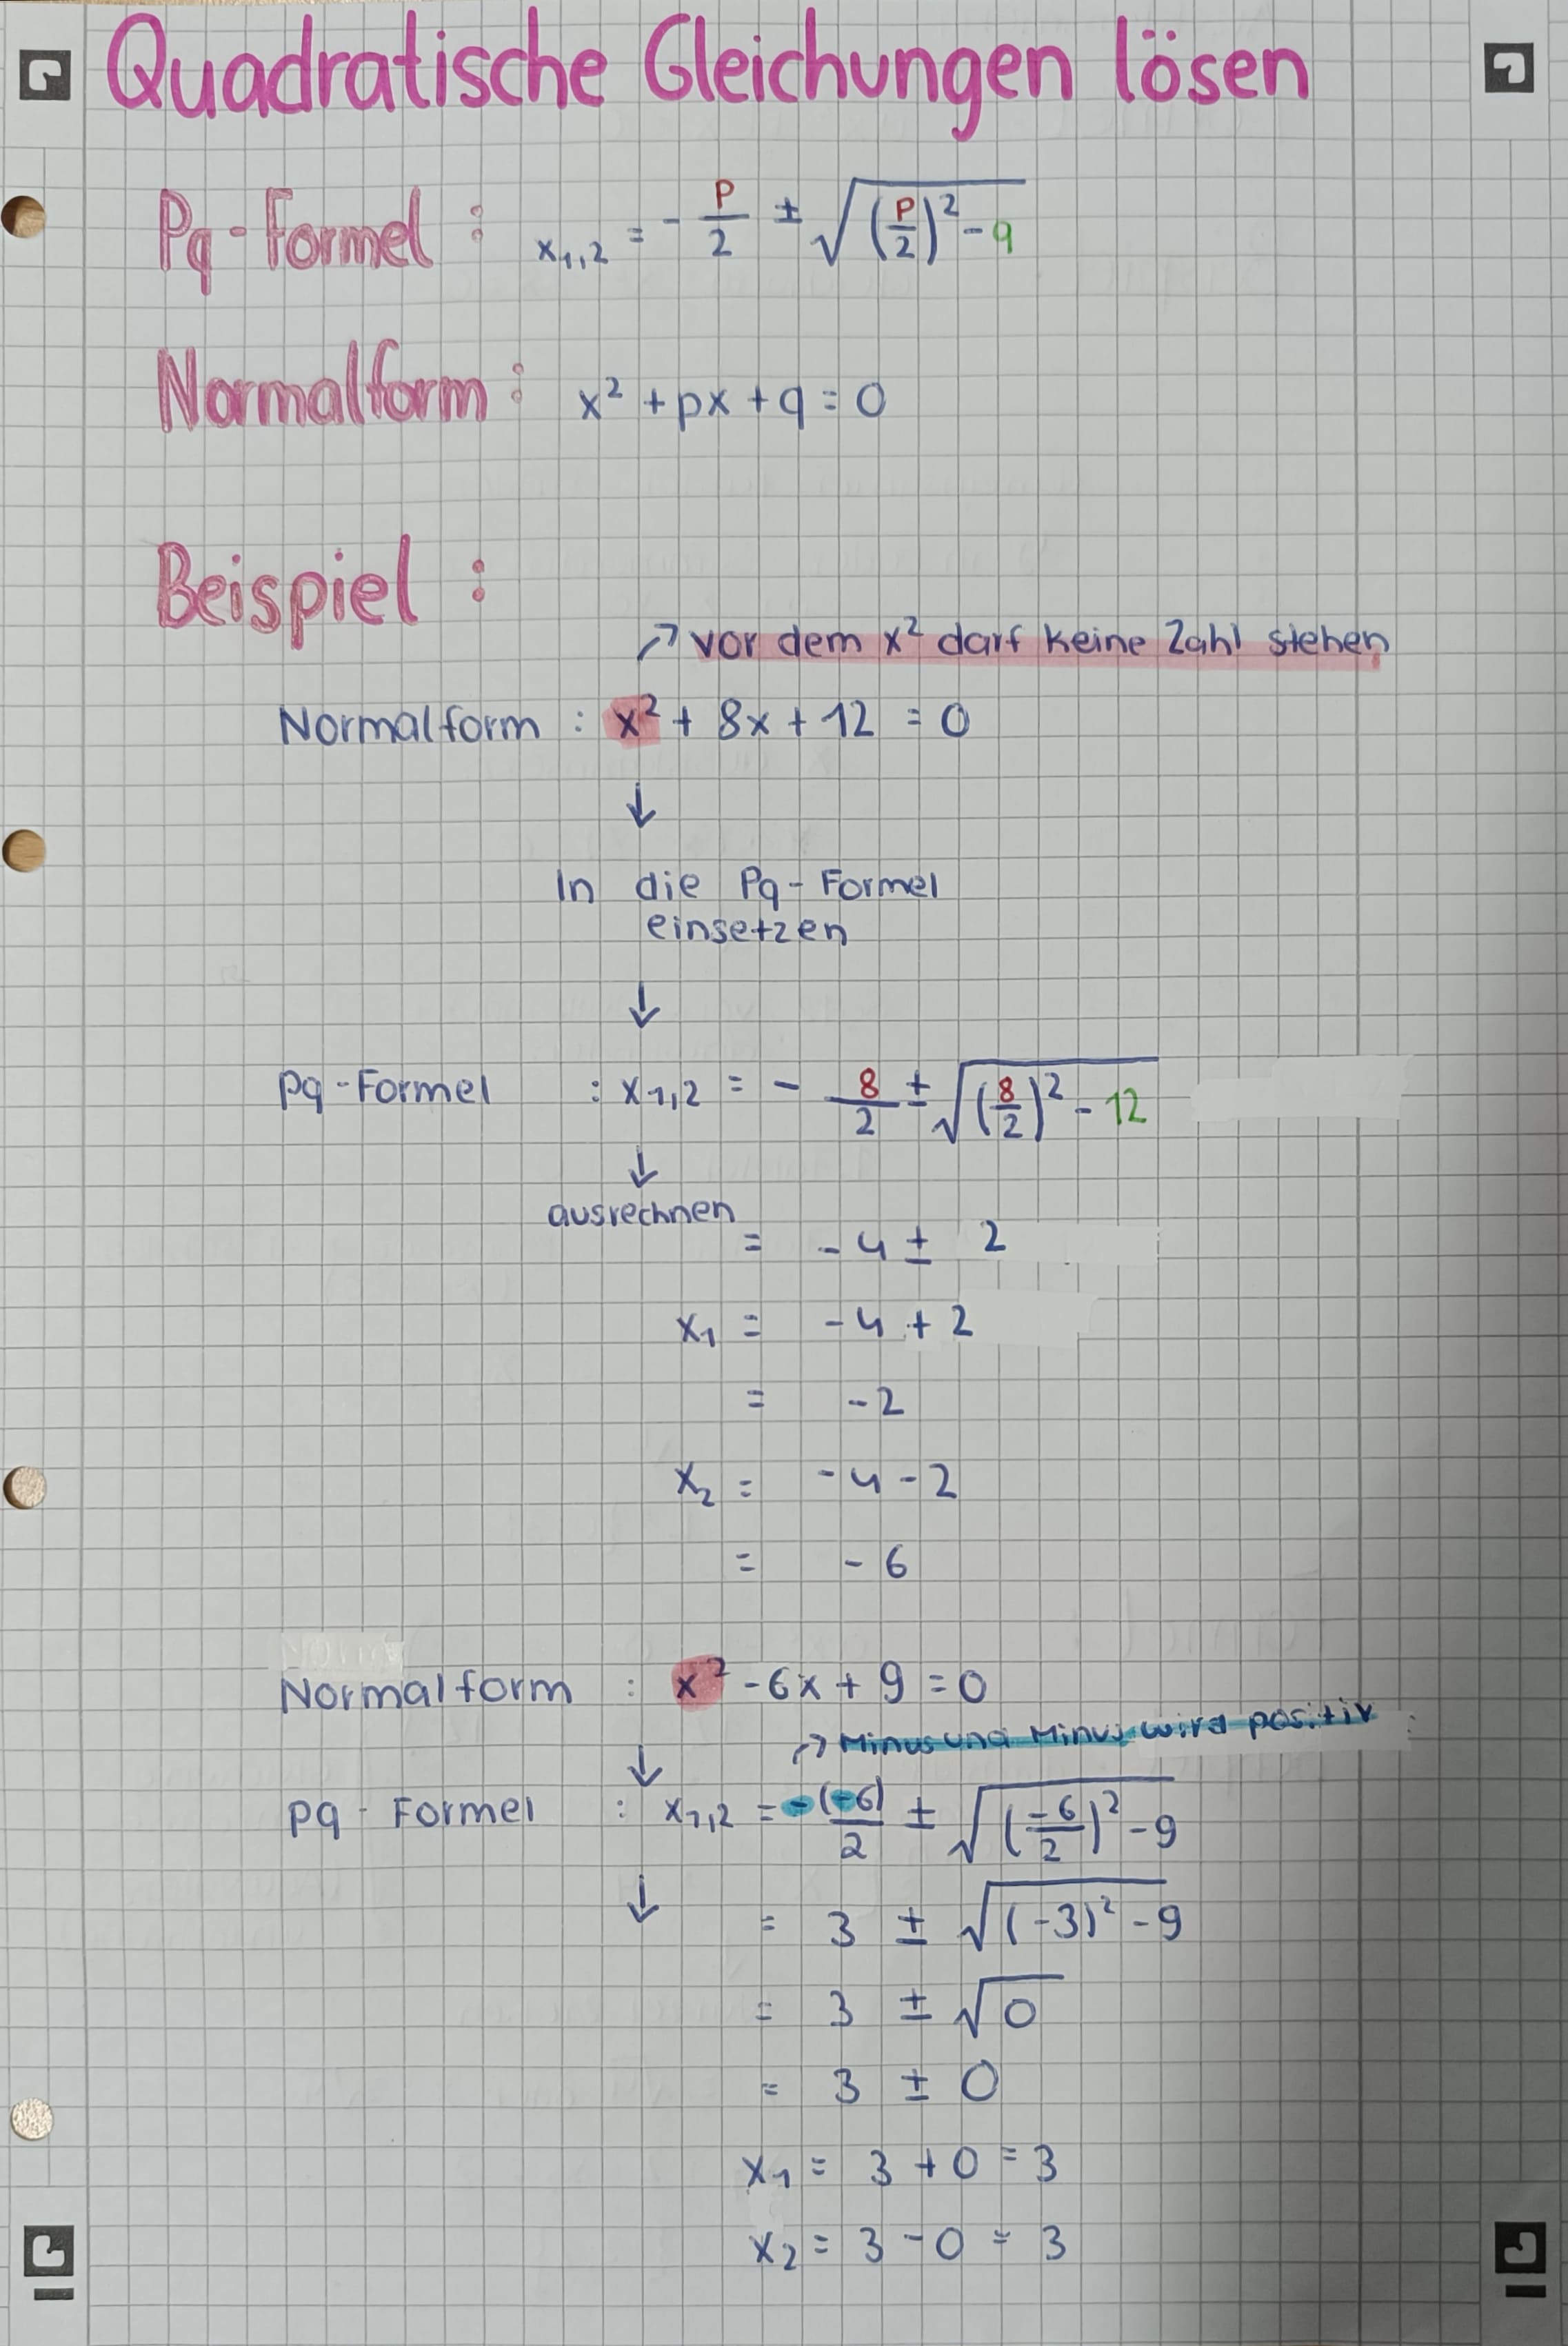 Quadratische Gleichungen lösen
Pq-Formel : x₁,₂ = - p/2 ± √((p/2)² - q)
Normalform : x² + px + q = 0
Beispiel :
↗ vor dem x² darf keine Zahl stehen
Normalform : x² + 8x + 12 = 0
↓
In die Pq-Formel
einsetzen
↓
Pq-Formel : x₁,₂ = - 8/2 ± √((8/2)² - 12)
↓
ausrechnen
= -4 ± 2
x₁ = -4 + 2
= -2
x₂ = -4 - 2
= -6
Normalform : x² - 6x + 9 = 0
↗ Minus und Minus wird positiv
↓
pq-Formel : x₁,₂ = - (-6)/2 ± √((-6/2)² - 9)
↓ = 3 ± √((-3)² - 9)
= 3 ± √0
= 3 ± 0
x₁ = 3 + 0 = 3
x₂ = 3 - 0 = 3